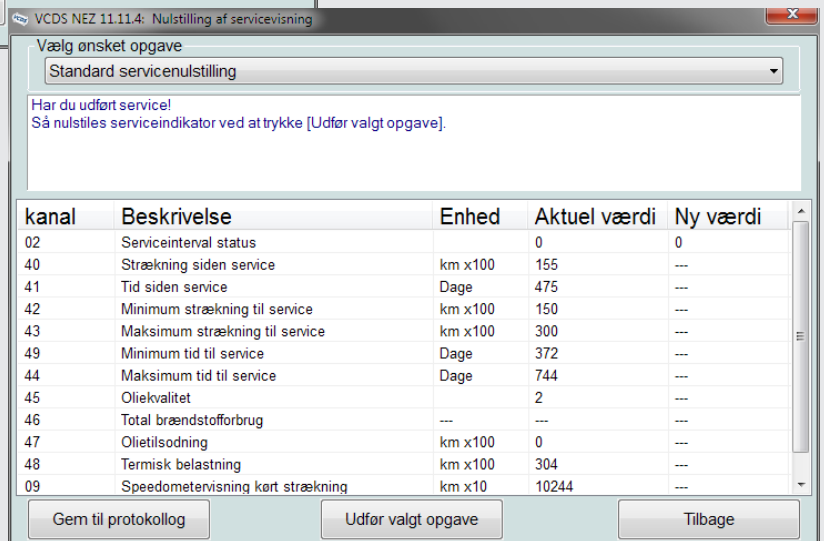 VCDS NEZ 11.11.4: Nulstilling af servicevisning
Vælg ønsket opgave
Standard servicenulstilling
Har du udført service!
Så nulstiles serviceindikator ved at trykke [Udfør valgt opgave].
kanal Beskrivelse Enhed Aktuel værdi Ny værdi
02 Serviceinterval status 0 0
40 Strækning siden service km x100 155 ---
41 Tid siden service Dage 475 ---
42 Minimum strækning til service km x100 150 ---
43 Maksimum strækning til service km x100 300 ---
49 Minimum tid til service Dage 372 ---
44 Maksimum tid til service Dage 744 ---
45 Oliekvalitet 2 ---
46 Total brændstofforbrug --- --- ---
47 Olietilsodning km x100 0 ---
48 Termisk belastning km x100 304 ---
09 Speedometervisning kørt strækning km x10 10244 ---
Gem til protokollog Udfør valgt opgave Tilbage